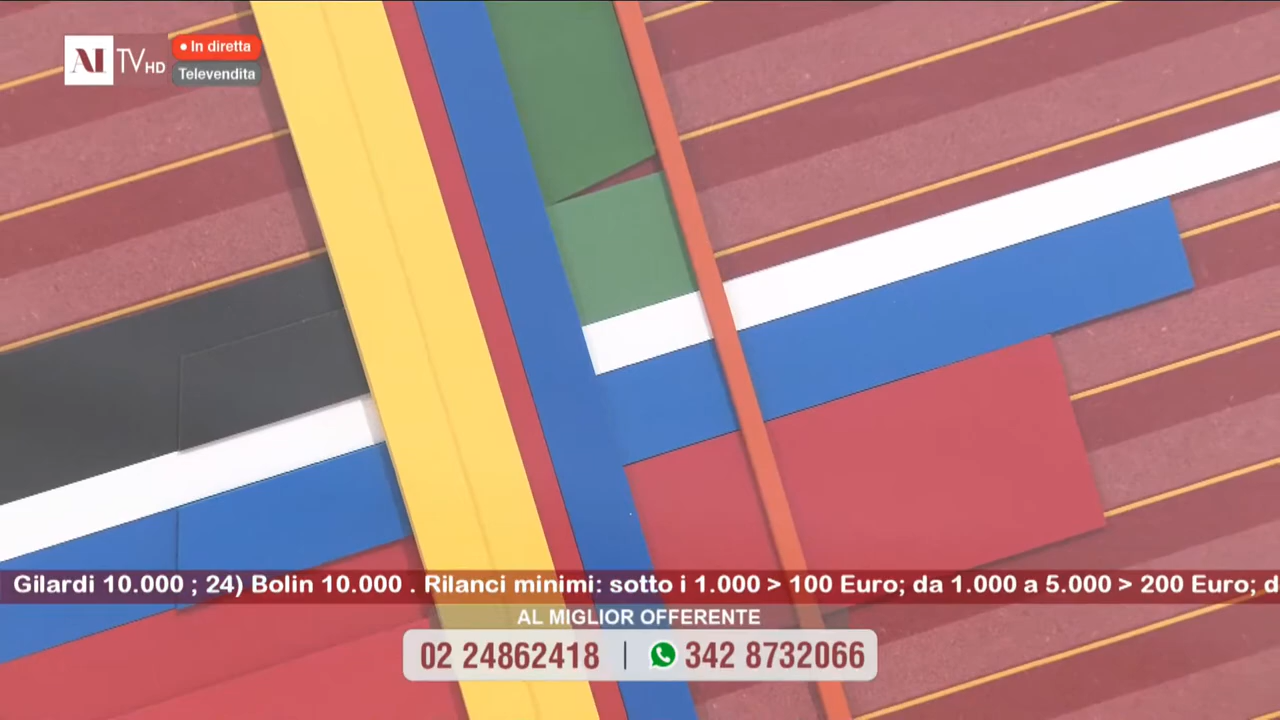 AI TV HD
In diretta
Televendita
Gilardi 10.000 ; 24) Bolin 10.000 . Rilanci minimi: sotto i 1.000 > 100 Euro; da 1.000 a 5.000 > 200 Euro; d
AL MIGLIOR OFFERENTE
02 24862418 | 342 8732066